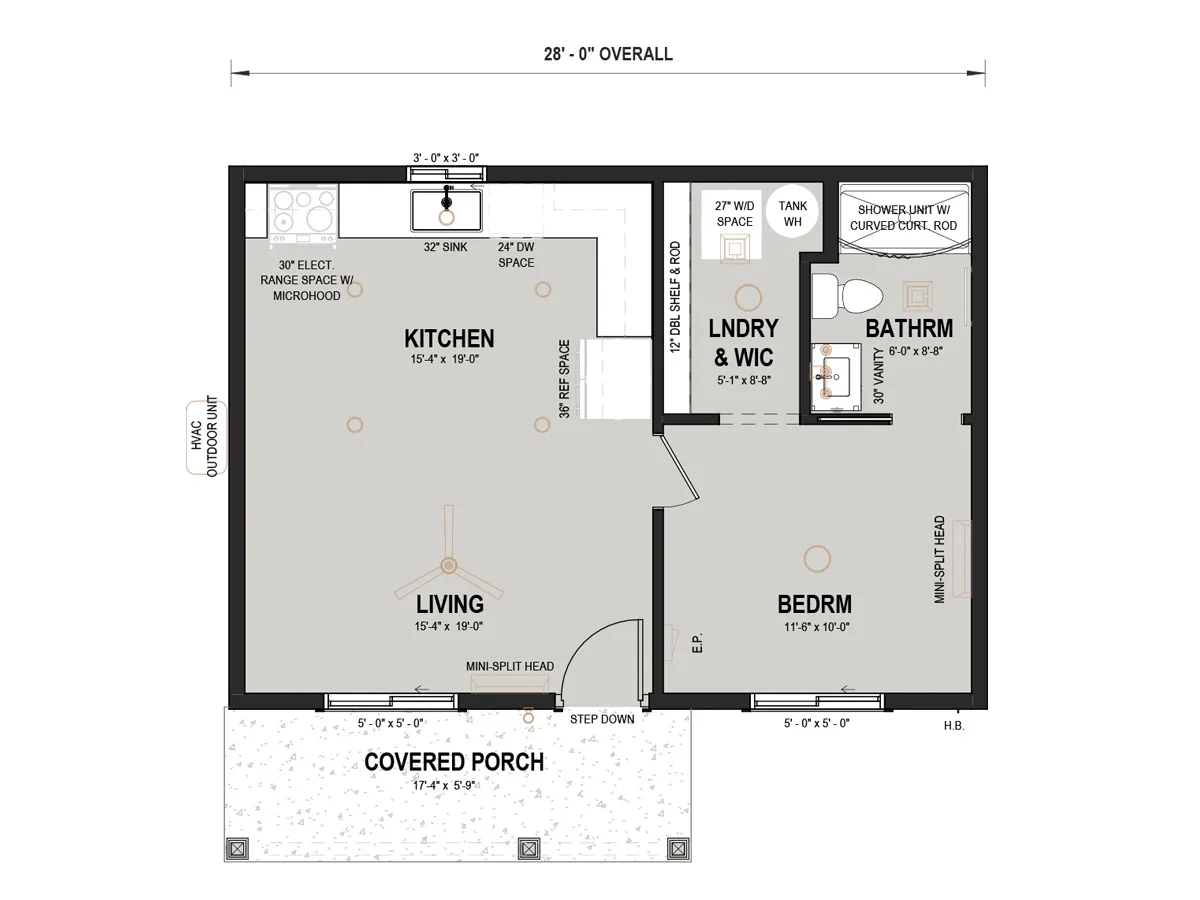 28' - 0" OVERALL
3' - 0" x 3' - 0"
30" ELECT.
RANGE SPACE W/
MICROHOOD
32" SINK
24" DW
SPACE
KITCHEN
15'-4" x 19'-0"
36" REF SPACE
12" DBL SHELF & ROD
27" W/D
SPACE
TANK
WH
LNDRY
& WIC
5'-1" x 8'-8"
SHOWER UNIT W/
CURVED CURT. ROD
BATHRM
6'-0" x 8'-8"
30" VANITY
HVAC
OUTDOOR UNIT
LIVING
15'-4" x 19'-0"
MINI-SPLIT HEAD
MINI-SPLIT HEAD
BEDRM
11'-6" x 10'-0"
E.P.
5' - 0" x 5' - 0"
STEP DOWN
5' - 0" x 5' - 0"
H.B.
COVERED PORCH
17'-4" x 5'-9"